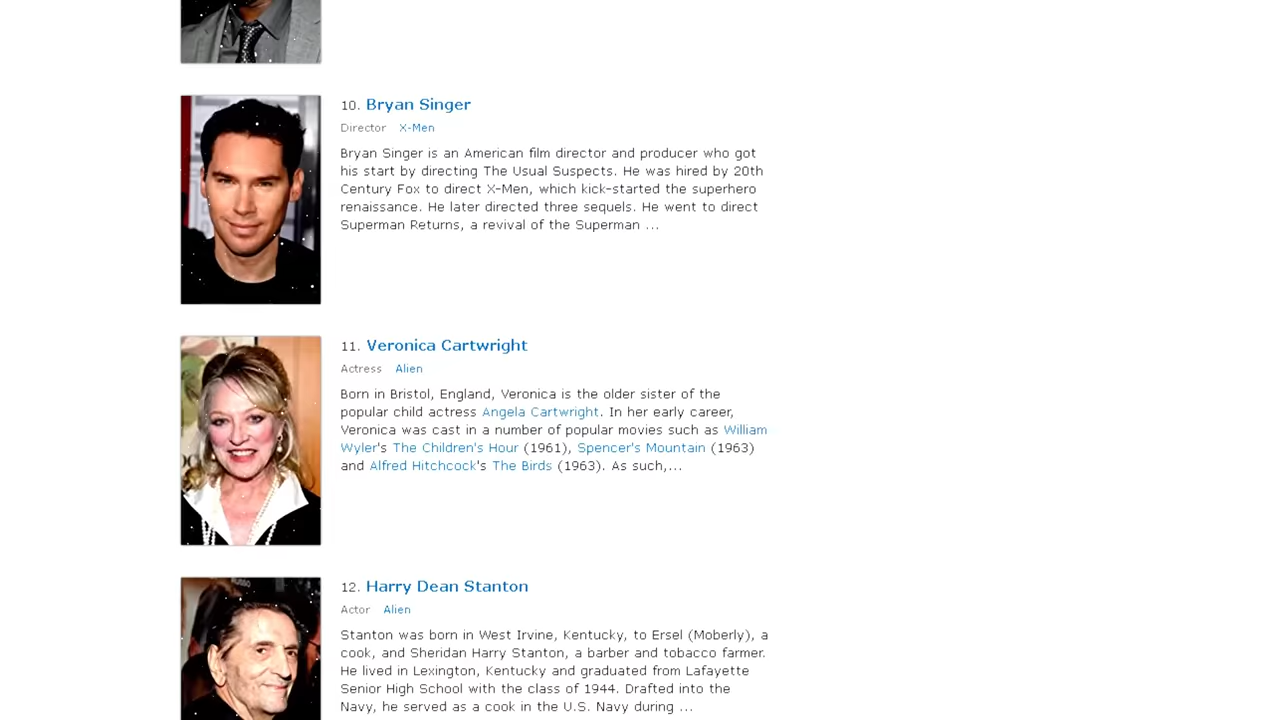 10. Bryan Singer
Director X-Men
Bryan Singer is an American film director and producer who got
his start by directing The Usual Suspects. He was hired by 20th
Century Fox to direct X-Men, which kick-started the superhero
renaissance. He later directed three sequels. He went to direct
Superman Returns, a revival of the Superman ...
11. Veronica Cartwright
Actress Alien
Born in Bristol, England, Veronica is the older sister of the
popular child actress Angela Cartwright. In her early career,
Veronica was cast in a number of popular movies such as William
Wyler's The Children's Hour (1961), Spencer's Mountain (1963)
and Alfred Hitchcock's The Birds (1963). As such,...
12. Harry Dean Stanton
Actor Alien
Stanton was born in West Irvine, Kentucky, to Ersel (Moberly), a
cook, and Sheridan Harry Stanton, a barber and tobacco farmer.
He lived in Lexington, Kentucky and graduated from Lafayette
Senior High School with the class of 1944. Drafted into the
Navy, he served as a cook in the U.S. Navy during ...